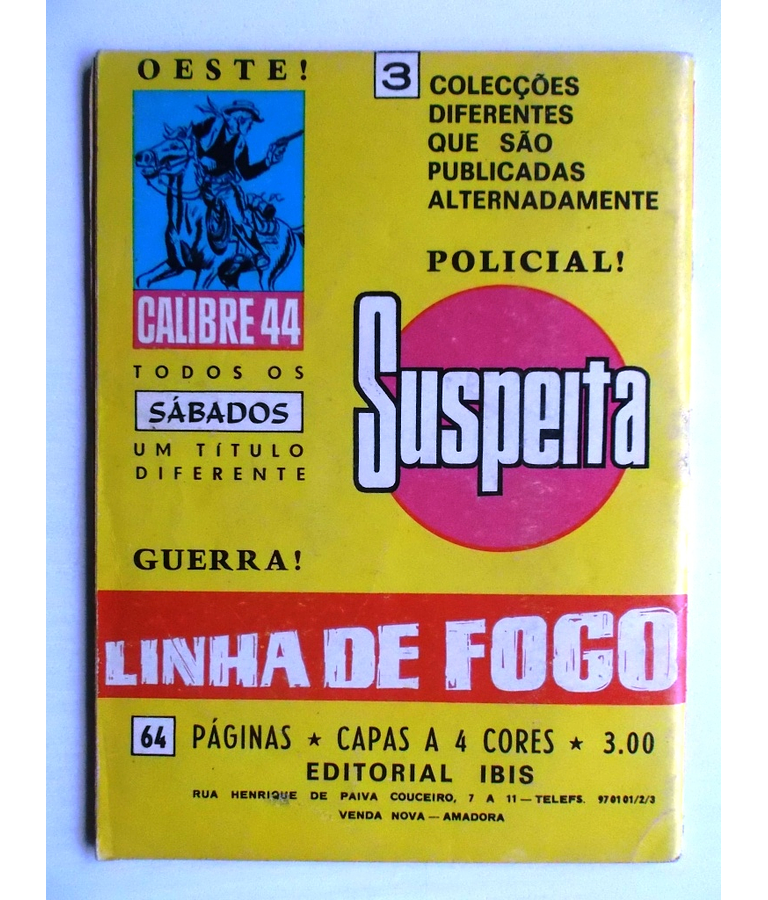 OESTE!
CALIBRE 44
TODOS OS
SÁBADOS
UM TÍTULO
DIFERENTE
3 COLECÇÕES
DIFERENTES
QUE SÃO
PUBLICADAS
ALTERNADAMENTE
POLICIAL!
Suspeita
GUERRA!
LINHA DE FOGO
64 PÁGINAS ★ CAPAS A 4 CORES ★ 3.00
EDITORIAL IBIS
RUA HENRIQUE DE PAIVA COUCEIRO, 7 A 11 — TELEFS. 970101/2/3
VENDA NOVA — AMADORA